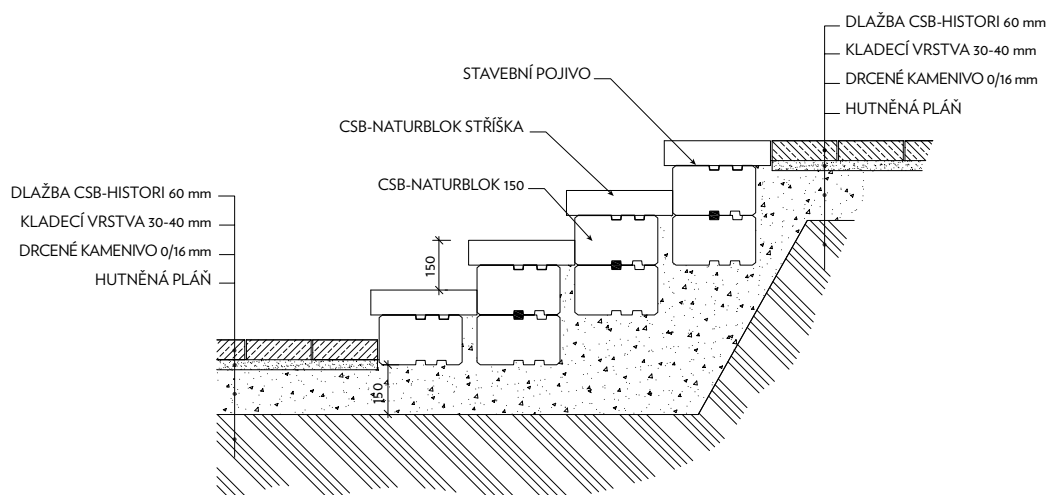 DLAŽBA CSB-HISTORI 60 mm
KLADECÍ VRSTVA 30-40 mm
DRCENÉ KAMENIVO 0/16 mm
HUTNĚNÁ PLÁŇ
STAVEBNÍ POJIVO
CSB-NATURBLOK STŘÍŠKA
CSB-NATURBLOK 150
DLAŽBA CSB-HISTORI 60 mm
KLADECÍ VRSTVA 30-40 mm
DRCENÉ KAMENIVO 0/16 mm
HUTNĚNÁ PLÁŇ
150
150